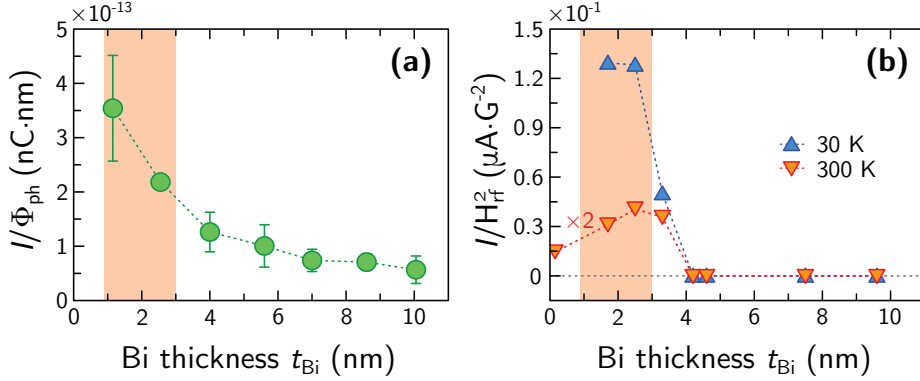 5 ×10-13
(a)
4
3
2
1
0
I/Φph (nC·nm)
0 2 4 6 8 10
Bi thickness tBi (nm)
×10-1
(b)
1.5
1.2
0.9
0.6
0.3
0
I/H2rf (μA·G-2)
30 K
300 K
×2
0 2 4 6 8 10
Bi thickness tBi (nm)